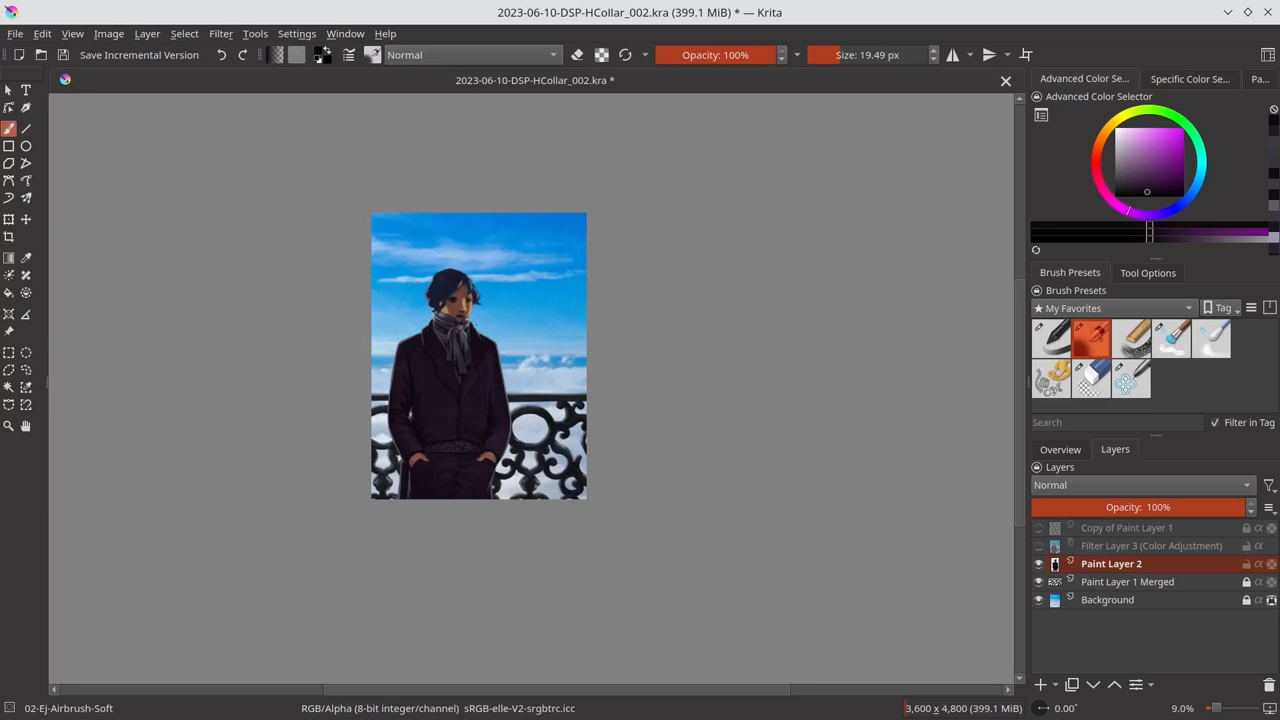 2023-06-10-DSP-HCollar_002.kra (399.1 MiB) * — Krita
File Edit View Image Layer Select Filter Tools Settings Window Help
Save Incremental Version Normal Opacity: 100% Size: 19.49 px
2023-06-10-DSP-HCollar_002.kra *
Advanced Color Se... Specific Color Se... Pa...
Advanced Color Selector
Brush Presets Tool Options
Brush Presets
★ My Favorites Tag
Search Filter in Tag
Overview Layers
Layers
Normal
Opacity: 100%
Copy of Paint Layer 1
Filter Layer 3 (Color Adjustment)
Paint Layer 2
Paint Layer 1 Merged
Background
02-Ej-Airbrush-Soft RGB/Alpha (8-bit integer/channel) sRGB-elle-V2-srgbtrc.icc 3,600 x 4,800 (399.1 MiB) 0.00° 9.0%